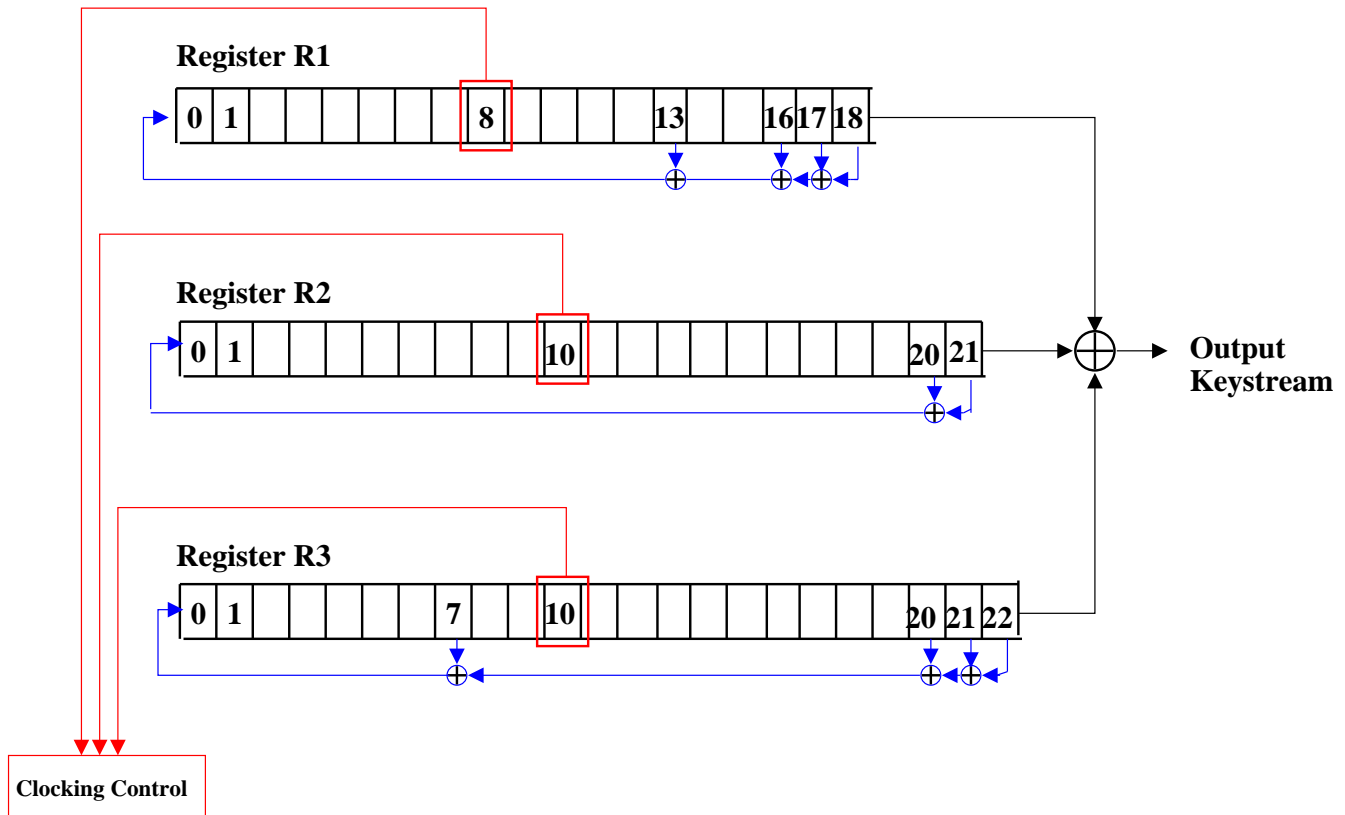 Register R1
0 1 8 13 16 17 18
Register R2
0 1 10 20 21
Output
Keystream
Register R3
0 1 7 10 20 21 22
Clocking Control